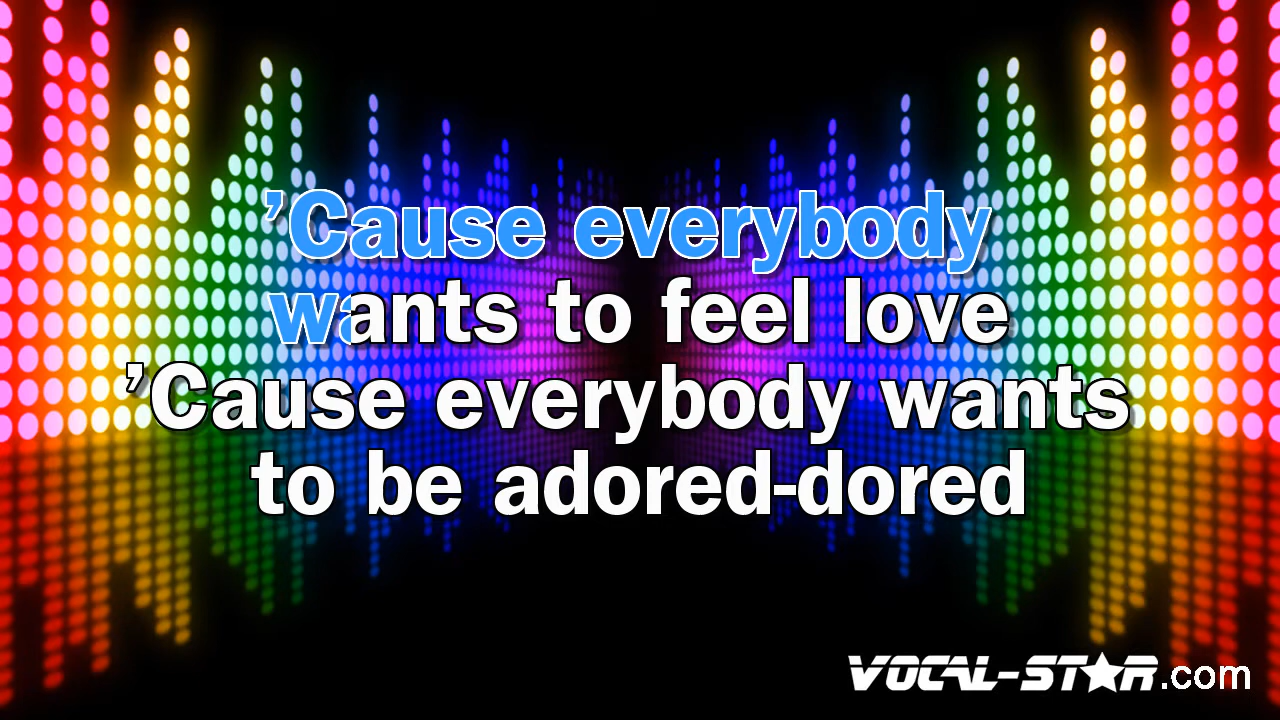 ’Cause everybody
wants to feel love
’Cause everybody wants
to be adored-dored
VOCAL-STAR.com